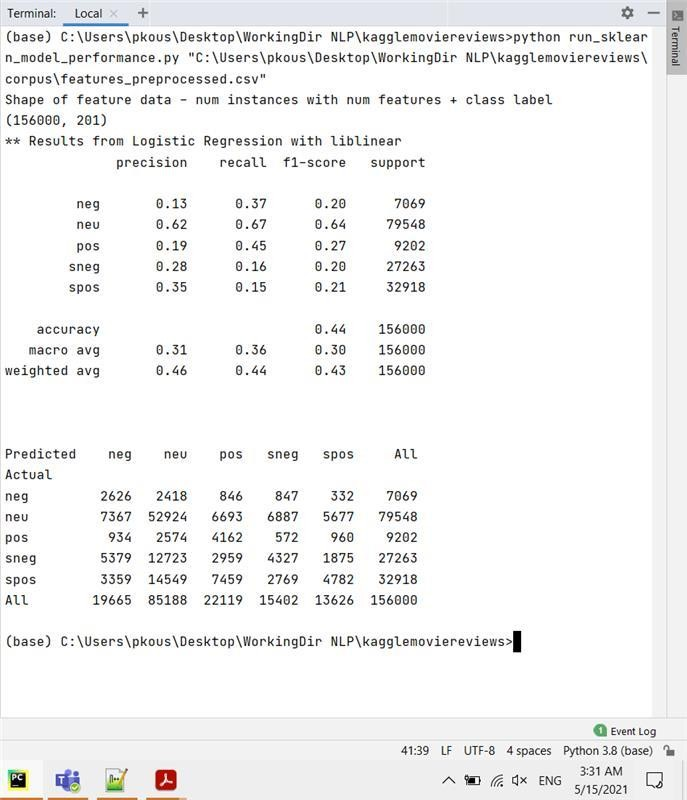 Terminal: Local × +
(base) C:\Users\pkous\Desktop\WorkingDir NLP\kagglemoviereviews>python run_sklear
n_model_performance.py "C:\Users\pkous\Desktop\WorkingDir NLP\kagglemoviereviews\
corpus\features_preprocessed.csv"
Shape of feature data - num instances with num features + class label
(156000, 201)
** Results from Logistic Regression with liblinear
precision recall f1-score support
neg 0.13 0.37 0.20 7069
neu 0.62 0.67 0.64 79548
pos 0.19 0.45 0.27 9202
sneg 0.28 0.16 0.20 27263
spos 0.35 0.15 0.21 32918
accuracy 0.44 156000
macro avg 0.31 0.36 0.30 156000
weighted avg 0.46 0.44 0.43 156000
Predicted neg neu pos sneg spos All
Actual
neg 2626 2418 846 847 332 7069
neu 7367 52924 6693 6887 5677 79548
pos 934 2574 4162 572 960 9202
sneg 5379 12723 2959 4327 1875 27263
spos 3359 14549 7459 2769 4782 32918
All 19665 85188 22119 15402 13626 156000
(base) C:\Users\pkous\Desktop\WorkingDir NLP\kagglemoviereviews>
Terminal
1 Event Log
41:39 LF UTF-8 4 spaces Python 3.8 (base)
PC
ENG
3:31 AM
5/15/2021